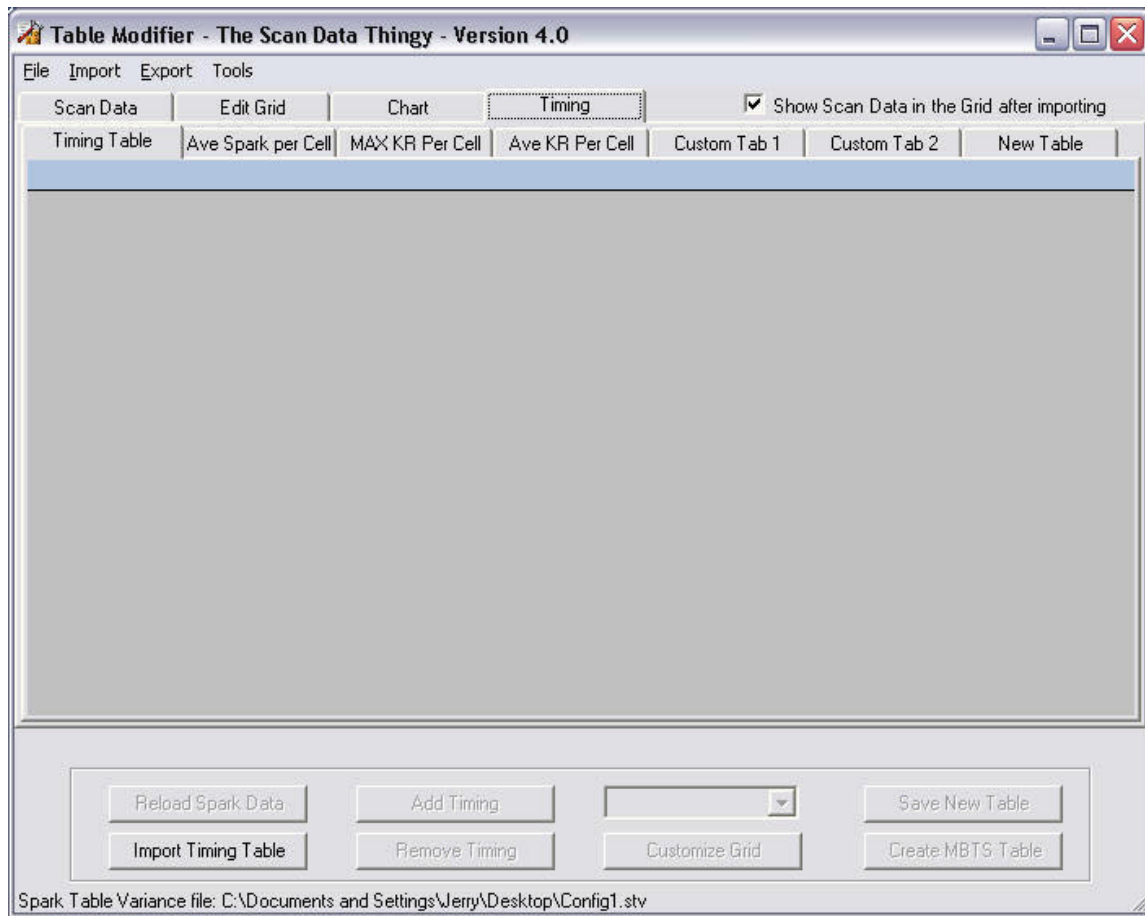 Table Modifier - The Scan Data Thingy - Version 4.0
File Import Export Tools
Scan Data Edit Grid Chart Timing Show Scan Data in the Grid after importing
Timing Table Ave Spark per Cell MAX KR Per Cell Ave KR Per Cell Custom Tab 1 Custom Tab 2 New Table
Reload Spark Data Add Timing Save New Table
Import Timing Table Remove Timing Customize Grid Create MBTS Table
Spark Table Variance file: C:\Documents and Settings\Jerry\Desktop\Config1.stv